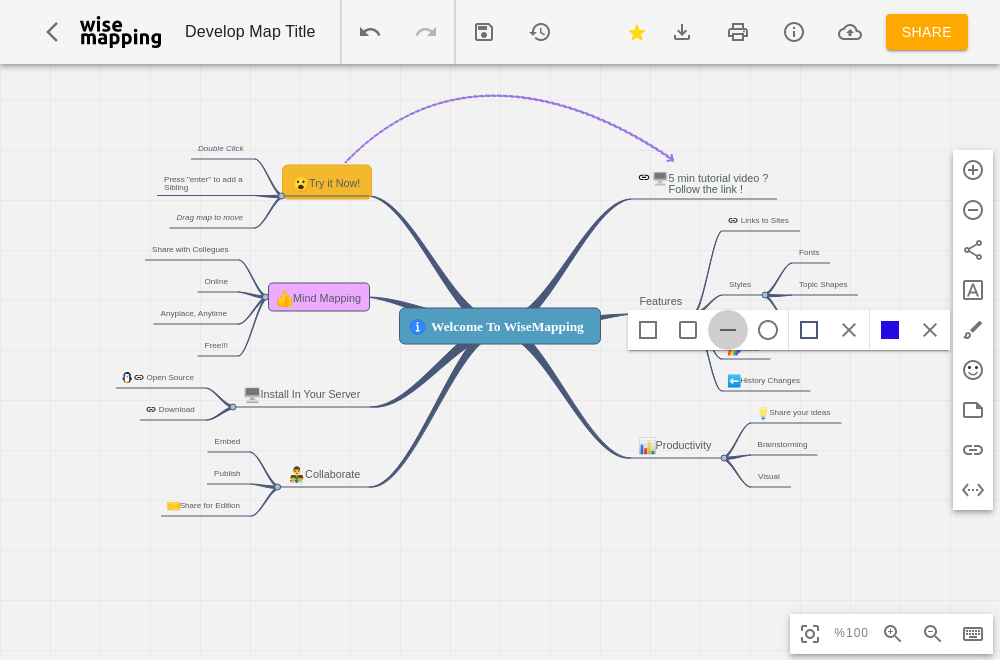 wise
mapping
Develop Map Title
SHARE
Double Click
Press "enter" to add a
Sibling
Drag map to move
Try it Now!
5 min tutorial video ?
Follow the link !
Links to Sites
Fonts
Styles
Topic Shapes
Features
History Changes
Share with Collegues
Online
Anyplace, Anytime
Free!!!
Mind Mapping
Welcome To WiseMapping
Open Source
Download
Install In Your Server
Embed
Publish
Share for Edition
Collaborate
Productivity
Share your ideas
Brainstorming
Visual
%100